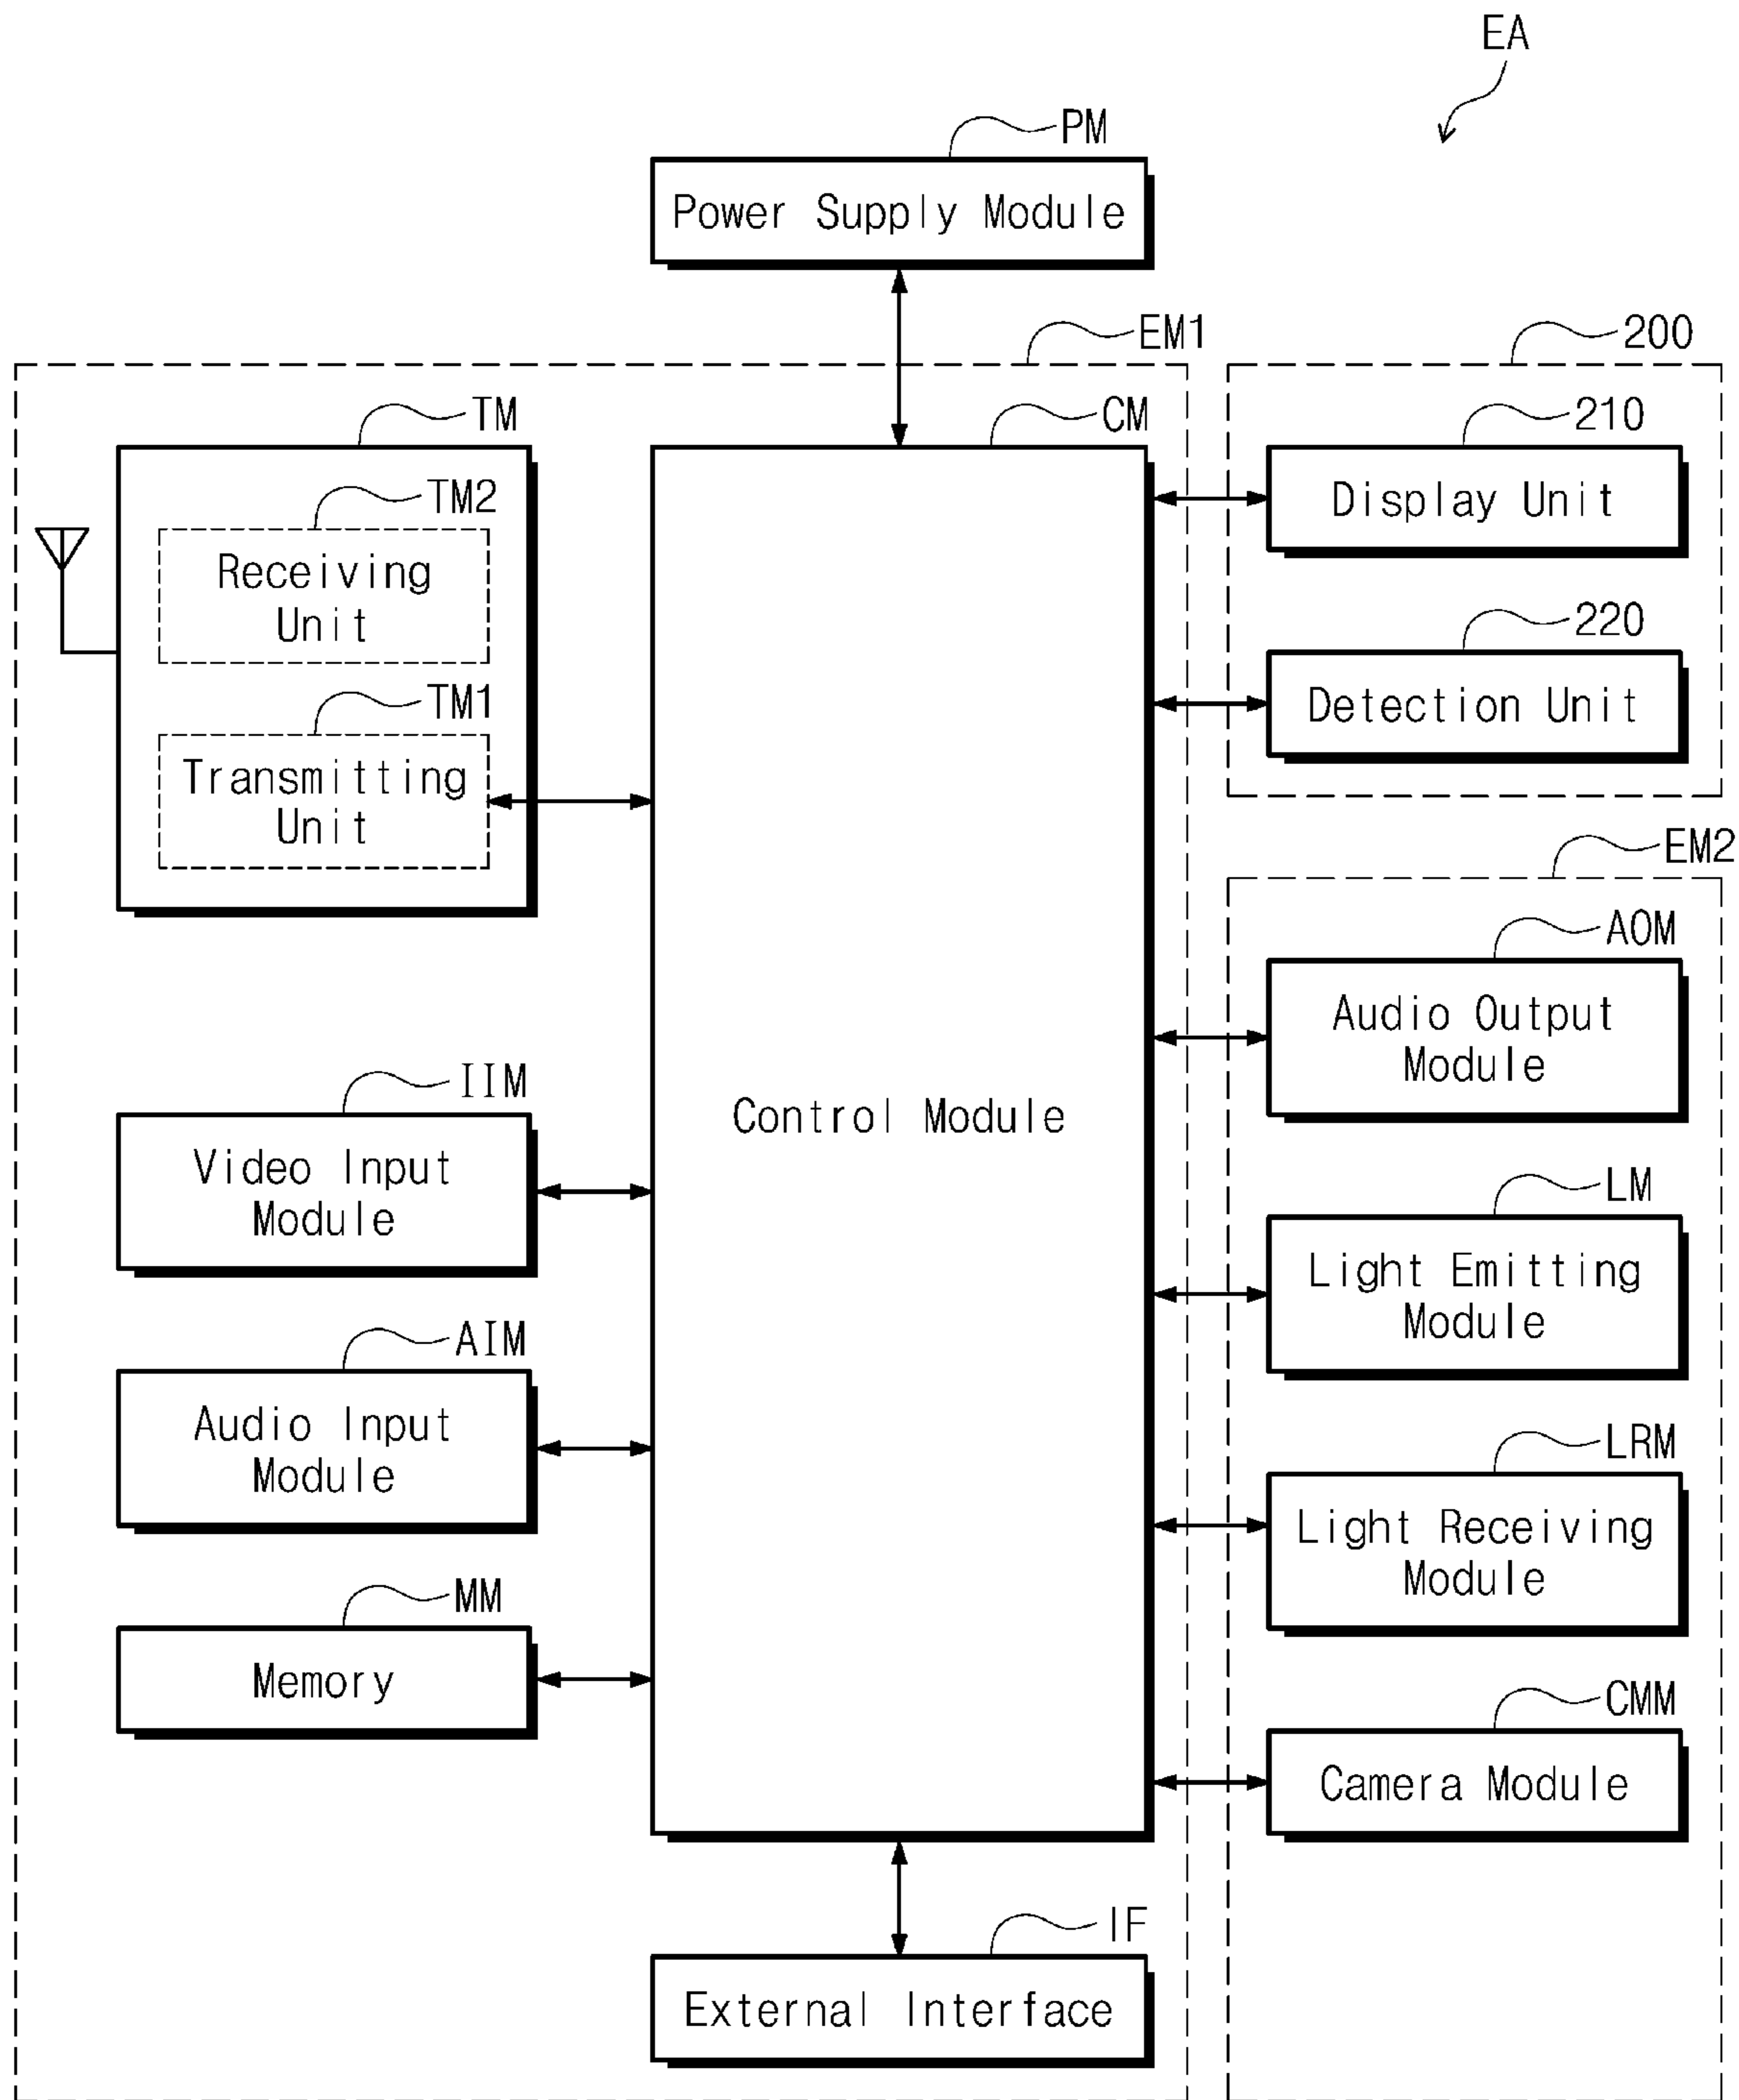 EA
PM
Power Supply Module
EM1
200
TM
CM
210
Display Unit
TM2
Receiving
Unit
220
Detection Unit
TM1
Transmitting
Unit
EM2
AOM
Audio Output
Module
IIM
Video Input
Module
Control Module
LM
Light Emitting
Module
AIM
Audio Input
Module
LRM
Light Receiving
Module
MM
Memory
CMM
Camera Module
IF
External Interface